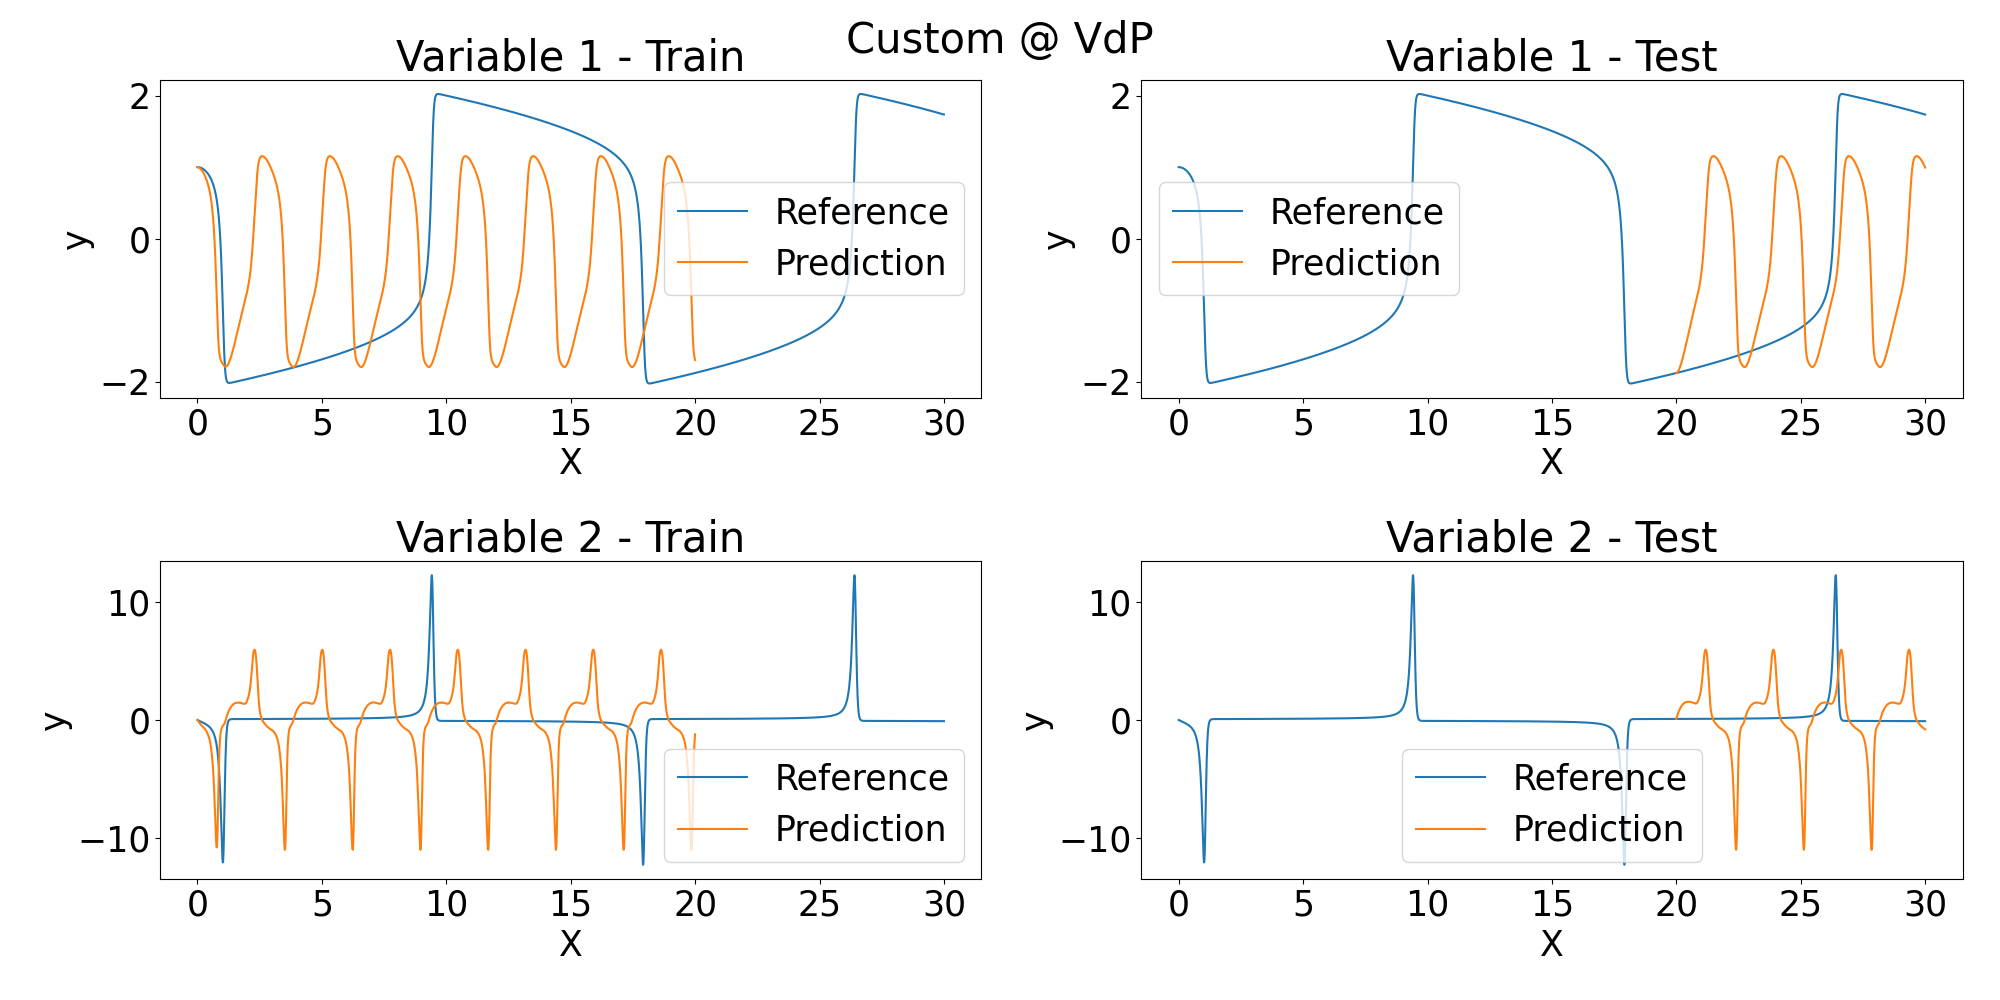 Custom @ VdP
Variable 1 - Train
2
0
−2
y
0 5 10 15 20 25 30
X
Reference
Prediction
Variable 1 - Test
2
0
−2
y
0 5 10 15 20 25 30
X
Reference
Prediction
Variable 2 - Train
10
0
−10
y
0 5 10 15 20 25 30
X
Reference
Prediction
Variable 2 - Test
10
0
−10
y
0 5 10 15 20 25 30
X
Reference
Prediction